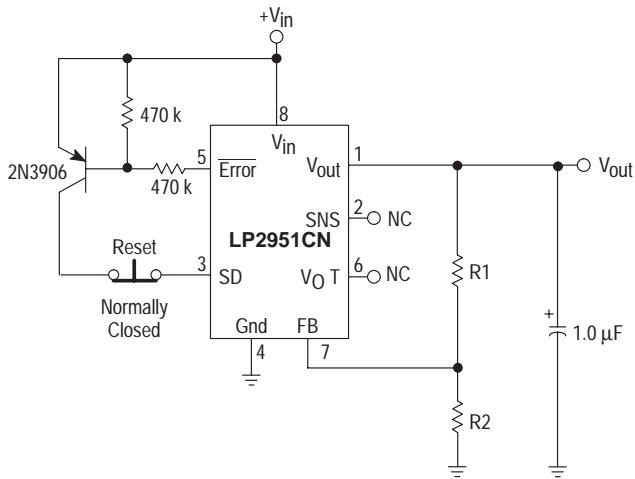 +Vin
470 k
8
Vin
2N3906
470 k
5
Error
Vout
1
Vout
SNS
2
NC
LP2951CN
Reset
3
SD
VO T
6
NC
R1
Normally
Closed
Gnd
FB
4
7
+
1.0 µF
R2